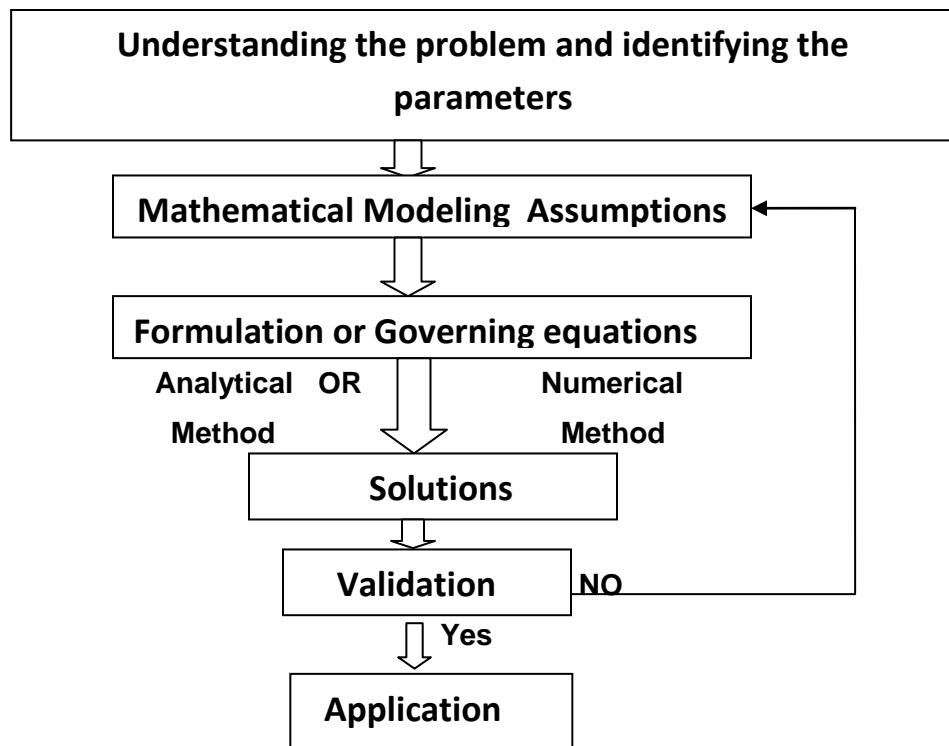 Understanding the problem and identifying the
parameters
Mathematical Modeling Assumptions
Formulation or Governing equations
Analytical OR Numerical
Method Method
Solutions
Validation NO
Yes
Application